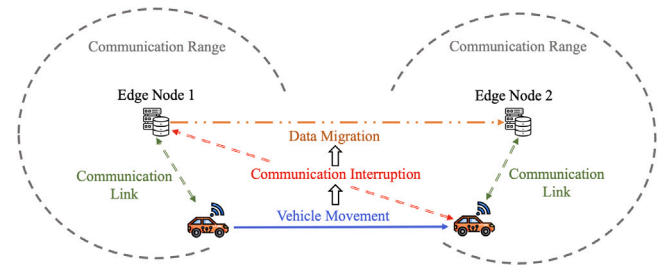 Communication Range
Communication Range
Edge Node 1
Edge Node 2
Data Migration
Communication
Link
Communication Interruption
Communication
Link
Vehicle Movement